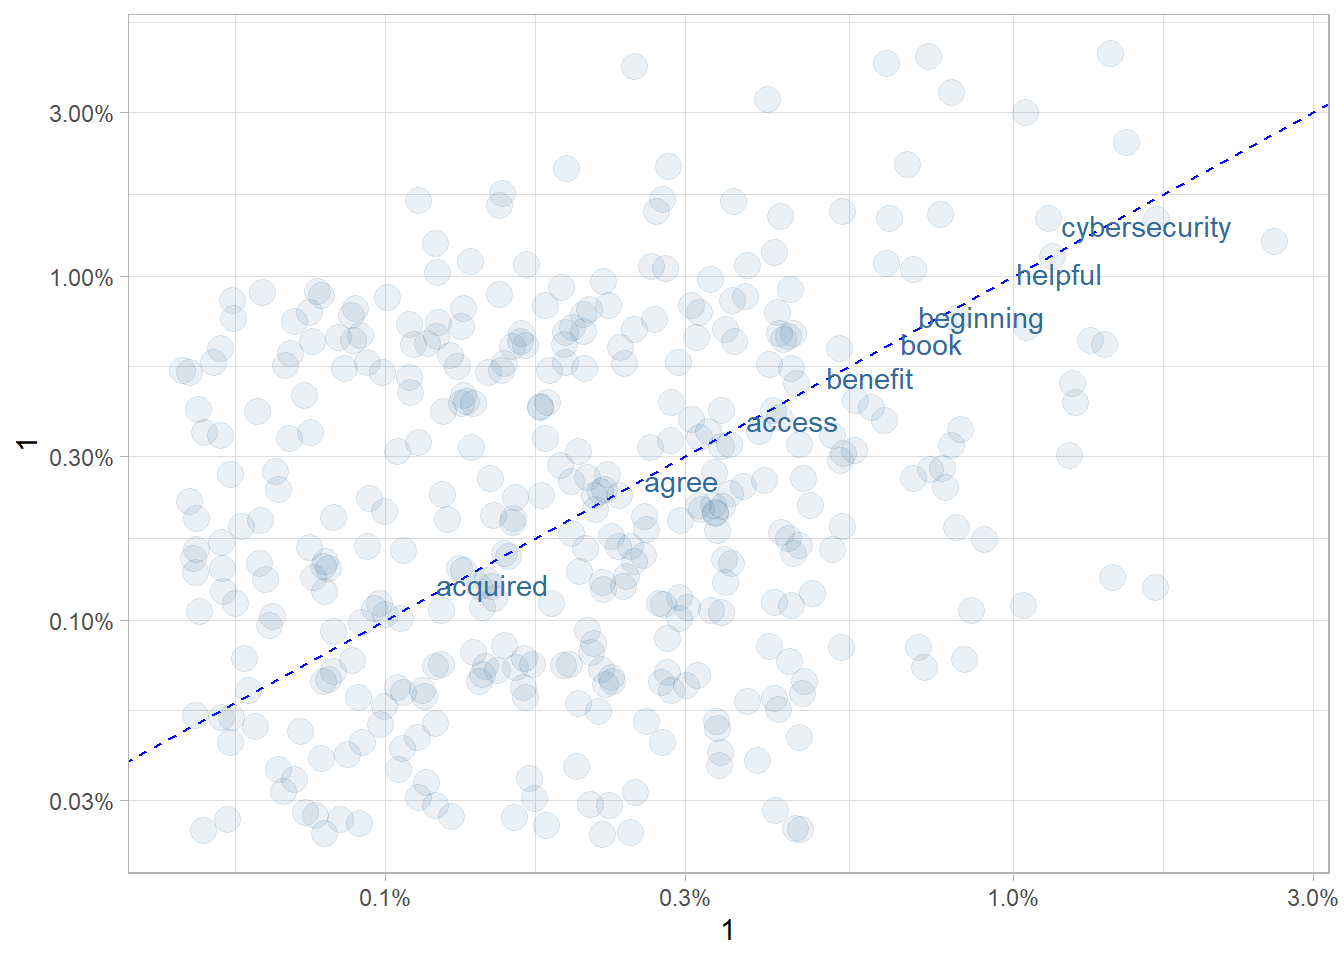 3.00%
1.00%
0.30%
0.10%
0.03%
1
cybersecurity
helpful
beginning
book
benefit
access
agree
acquired
0.1%
0.3%
1.0%
3.0%
1